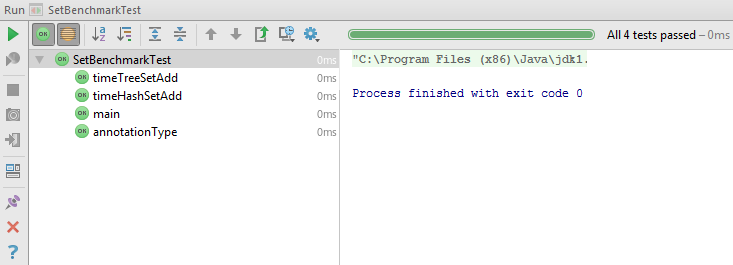 Run SetBenchmarkTest
All 4 tests passed – 0ms
SetBenchmarkTest 0ms
timeTreeSetAdd 0ms
timeHashSetAdd 0ms
main 0ms
annotationType 0ms
"C:\Program Files (x86)\Java\jdk1.
Process finished with exit code 0